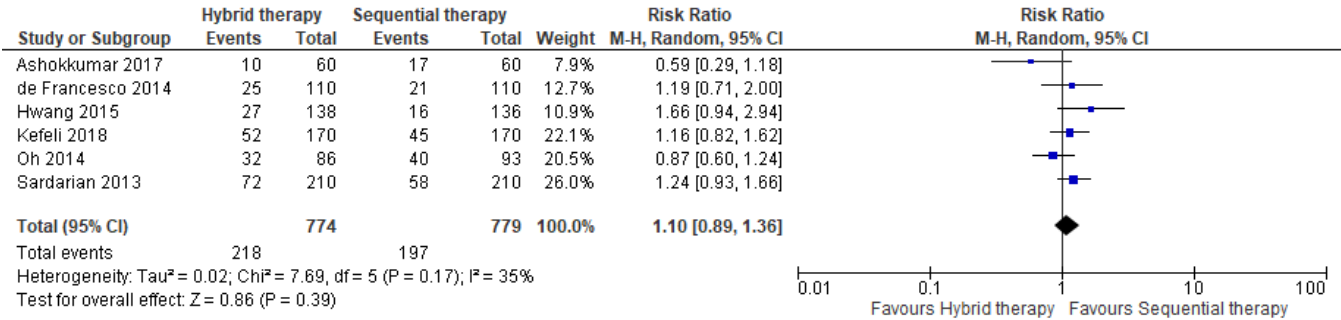 Hybrid therapy Sequential therapy Risk Ratio Risk Ratio
Study or Subgroup Events Total Events Total Weight M-H, Random, 95% CI M-H, Random, 95% CI
Ashokkumar 2017 10 60 17 60 7.9% 0.59 [0.29, 1.18]
de Francesco 2014 25 110 21 110 12.7% 1.19 [0.71, 2.00]
Hwang 2015 27 138 16 136 10.9% 1.66 [0.94, 2.94]
Kefeli 2018 52 170 45 170 22.1% 1.16 [0.82, 1.62]
Oh 2014 32 86 40 93 20.5% 0.87 [0.60, 1.24]
Sardarian 2013 72 210 58 210 26.0% 1.24 [0.93, 1.66]
Total (95% CI) 774 779 100.0% 1.10 [0.89, 1.36]
Total events 218 197
Heterogeneity: Tau² = 0.02; Chi² = 7.69, df = 5 (P = 0.17); I² = 35%
Test for overall effect: Z = 0.86 (P = 0.39)
0.01 0.1 1 10 100
Favours Hybrid therapy Favours Sequential therapy